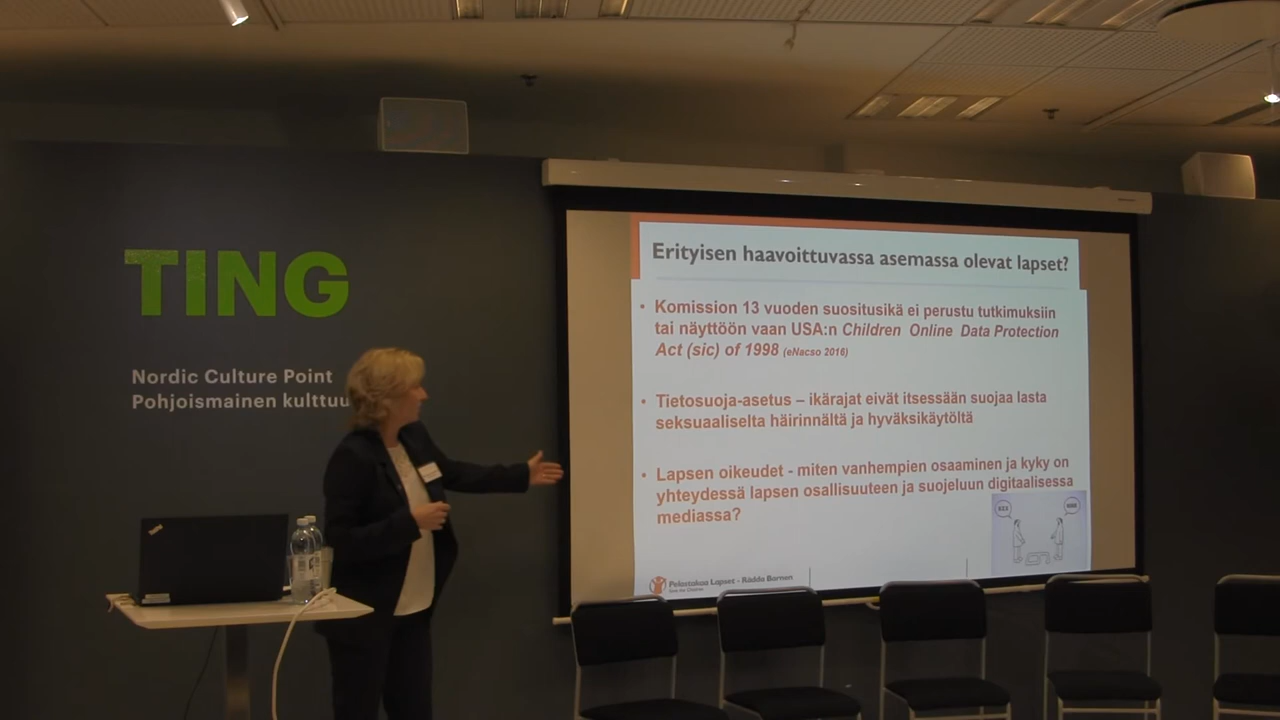 TING
Nordic Culture Point
Pohjoismainen kulttuu
Erityisen haavoittuvassa asemassa olevat lapset?
• Komission 13 vuoden suositusikä ei perustu tutkimuksiin
tai näyttöön vaan USA:n Children Online Data Protection
Act (sic) of 1998 (eNacso 2016)
• Tietosuoja-asetus – ikärajat eivät itsessään suojaa lasta
seksuaaliselta häirinnältä ja hyväksikäytöltä
• Lapsen oikeudet - miten vanhempien osaaminen ja kyky on
yhteydessä lapsen osallisuuteen ja suojeluun digitaalisessa
mediassa?
Pelastakaa Lapset - Rädda Barnen
Save the Children